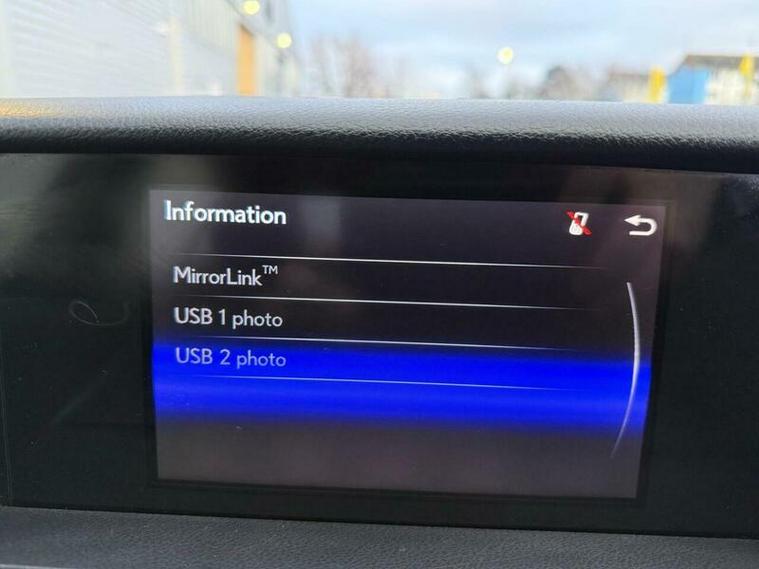 Information
MirrorLink™
USB 1 photo
USB 2 photo